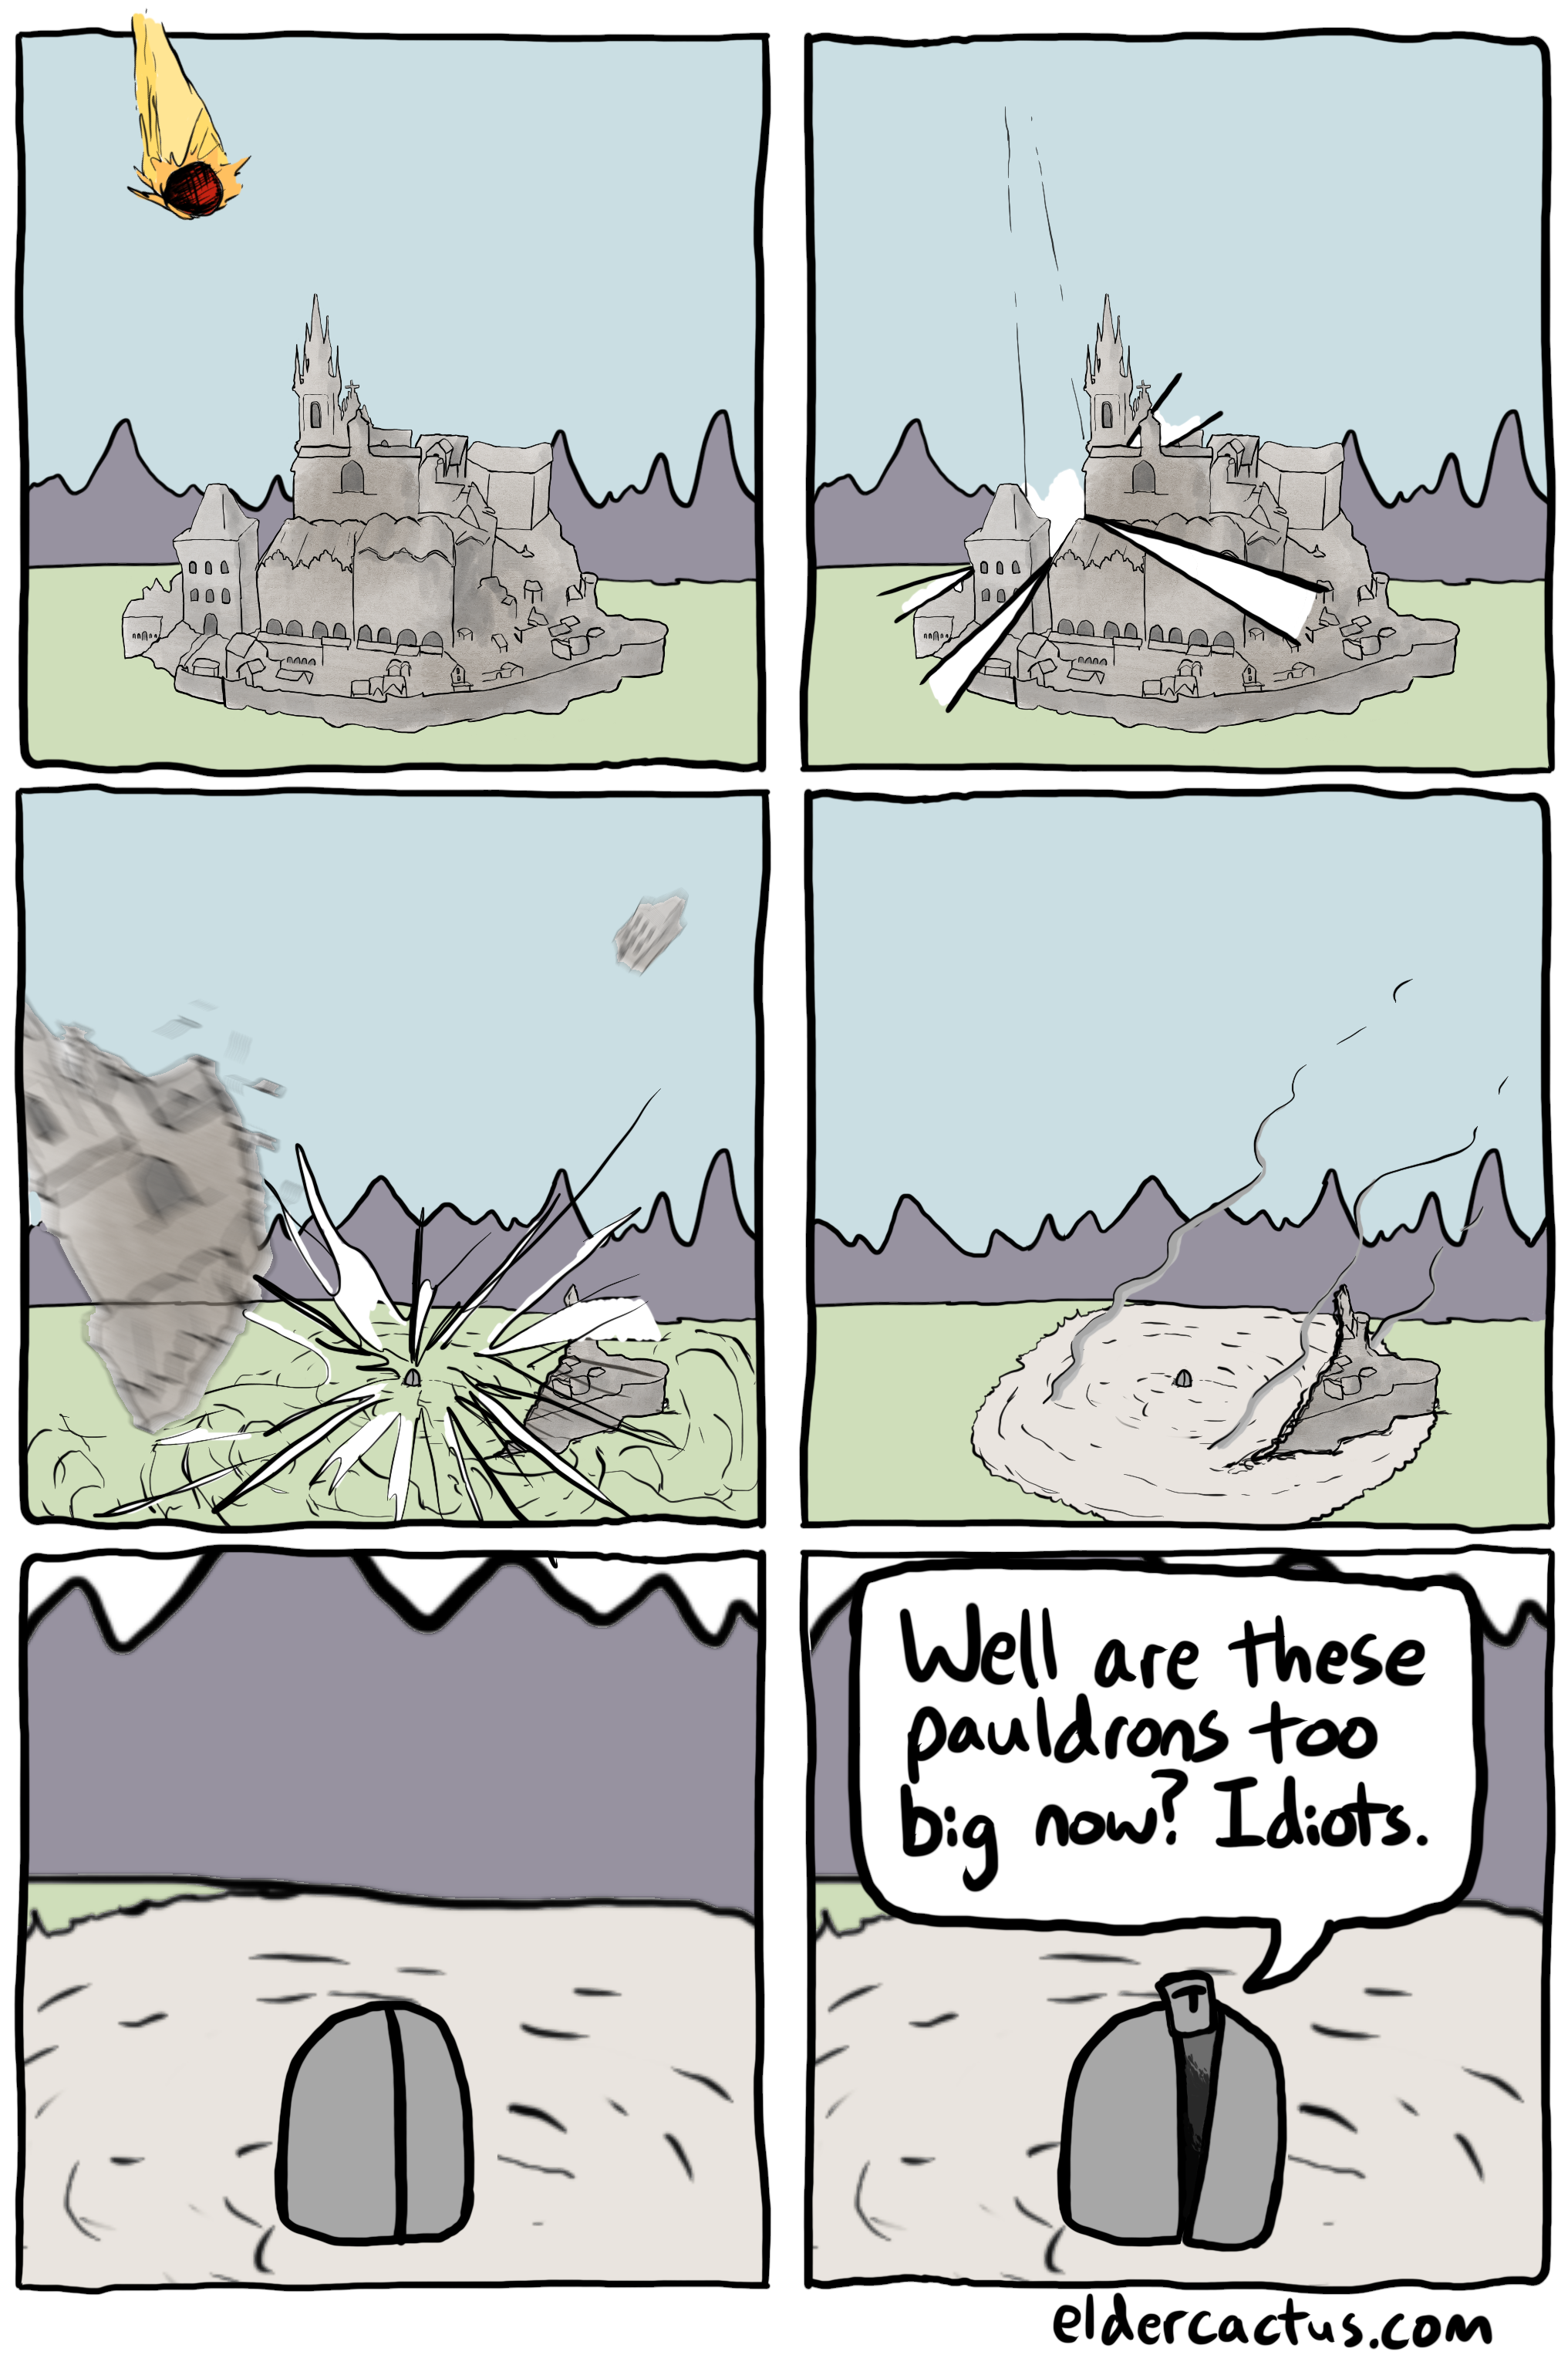 Well are these
pauldrons too
big now? Idiots.
eldercactus.com